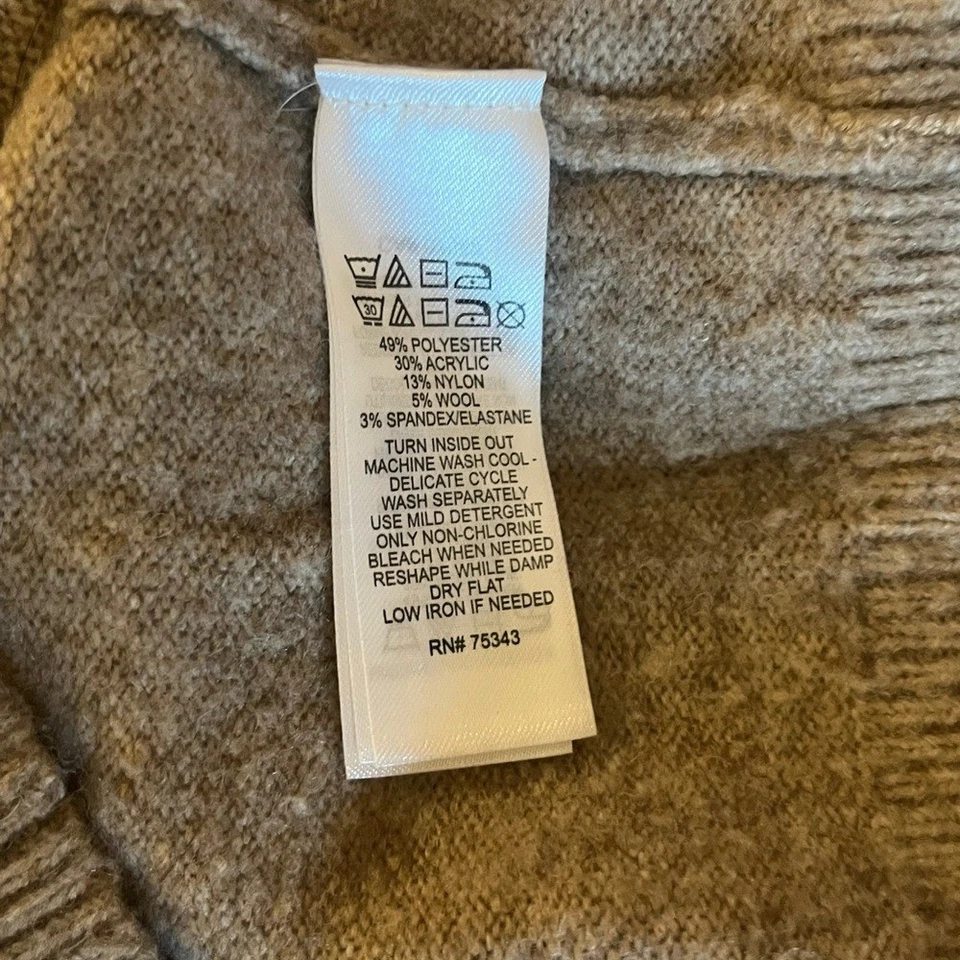 30
49% POLYESTER
30% ACRYLIC
13% NYLON
5% WOOL
3% SPANDEX/ELASTANE
TURN INSIDE OUT
MACHINE WASH COOL -
DELICATE CYCLE
WASH SEPARATELY
USE MILD DETERGENT
ONLY NON-CHLORINE
BLEACH WHEN NEEDED
RESHAPE WHILE DAMP
DRY FLAT
LOW IRON IF NEEDED
RN# 75343